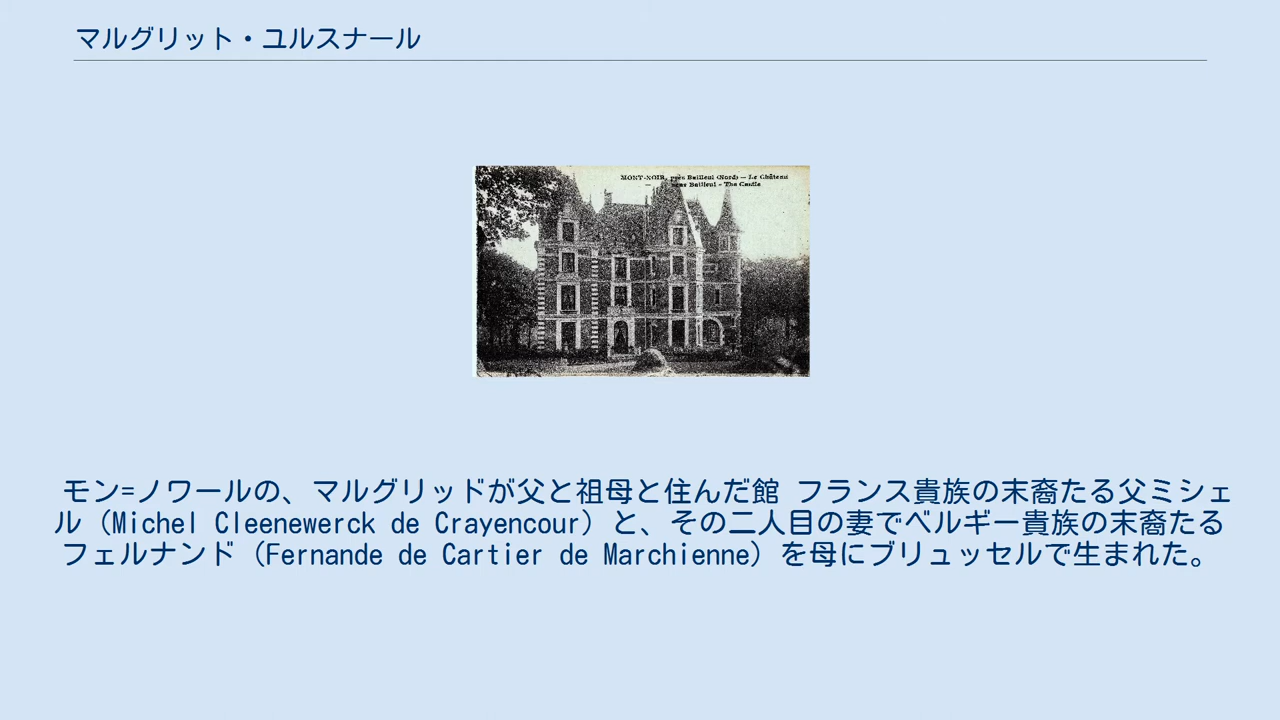 マルグリット・ユルスナール
MONT-NOIR, près Bailleul (Nord) — Le Château
— near Bailleul - The Castle
モン=ノワールの、マルグリッドが父と祖母と住んだ館 フランス貴族の末裔たる父ミシェ
ル（Michel Cleenewerck de Crayencour）と、その二人目の妻でベルギー貴族の末裔たる
フェルナンド（Fernande de Cartier de Marchienne）を母にブリュッセルで生まれた。